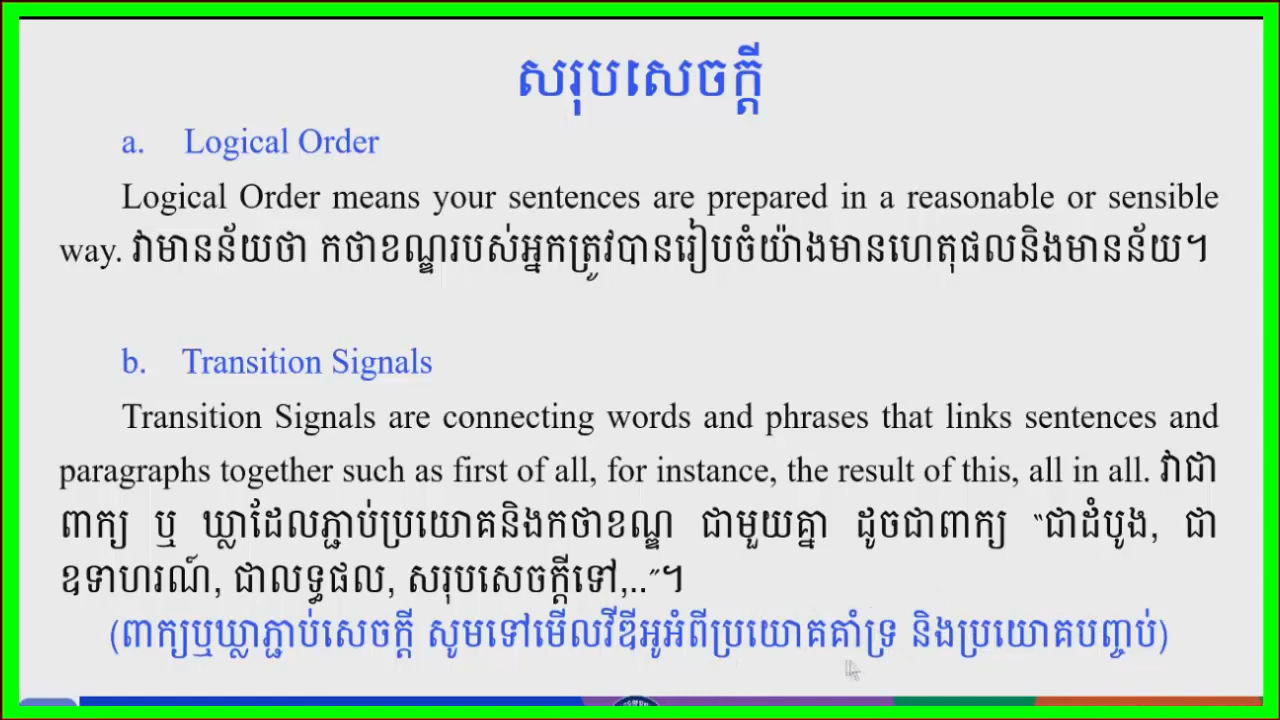 សរុបសេចក្ដី
a. Logical Order
Logical Order means your sentences are prepared in a reasonable or sensible
way. វាមានន័យថា កថាខណ្ឌរបស់អ្នកត្រូវបានរៀបចំយ៉ាងមានហេតុផលនិងមានន័យ។
b. Transition Signals
Transition Signals are connecting words and phrases that links sentences and
paragraphs together such as first of all, for instance, the result of this, all in all. វាជា
ពាក្យ ឬ ឃ្លាដែលភ្ជាប់ប្រយោគនិងកថាខណ្ឌ ជាមួយគ្នា ដូចជាពាក្យ “ជាដំបូង, ជា
ឧទាហរណ៍, ជាលទ្ធផល, សរុបសេចក្ដីទៅ,..”។
(ពាក្យឬឃ្លាភ្ជាប់សេចក្ដី សូមទៅមើលវីឌីអូអំពីប្រយោគគាំទ្រ និងប្រយោគបញ្ចប់)